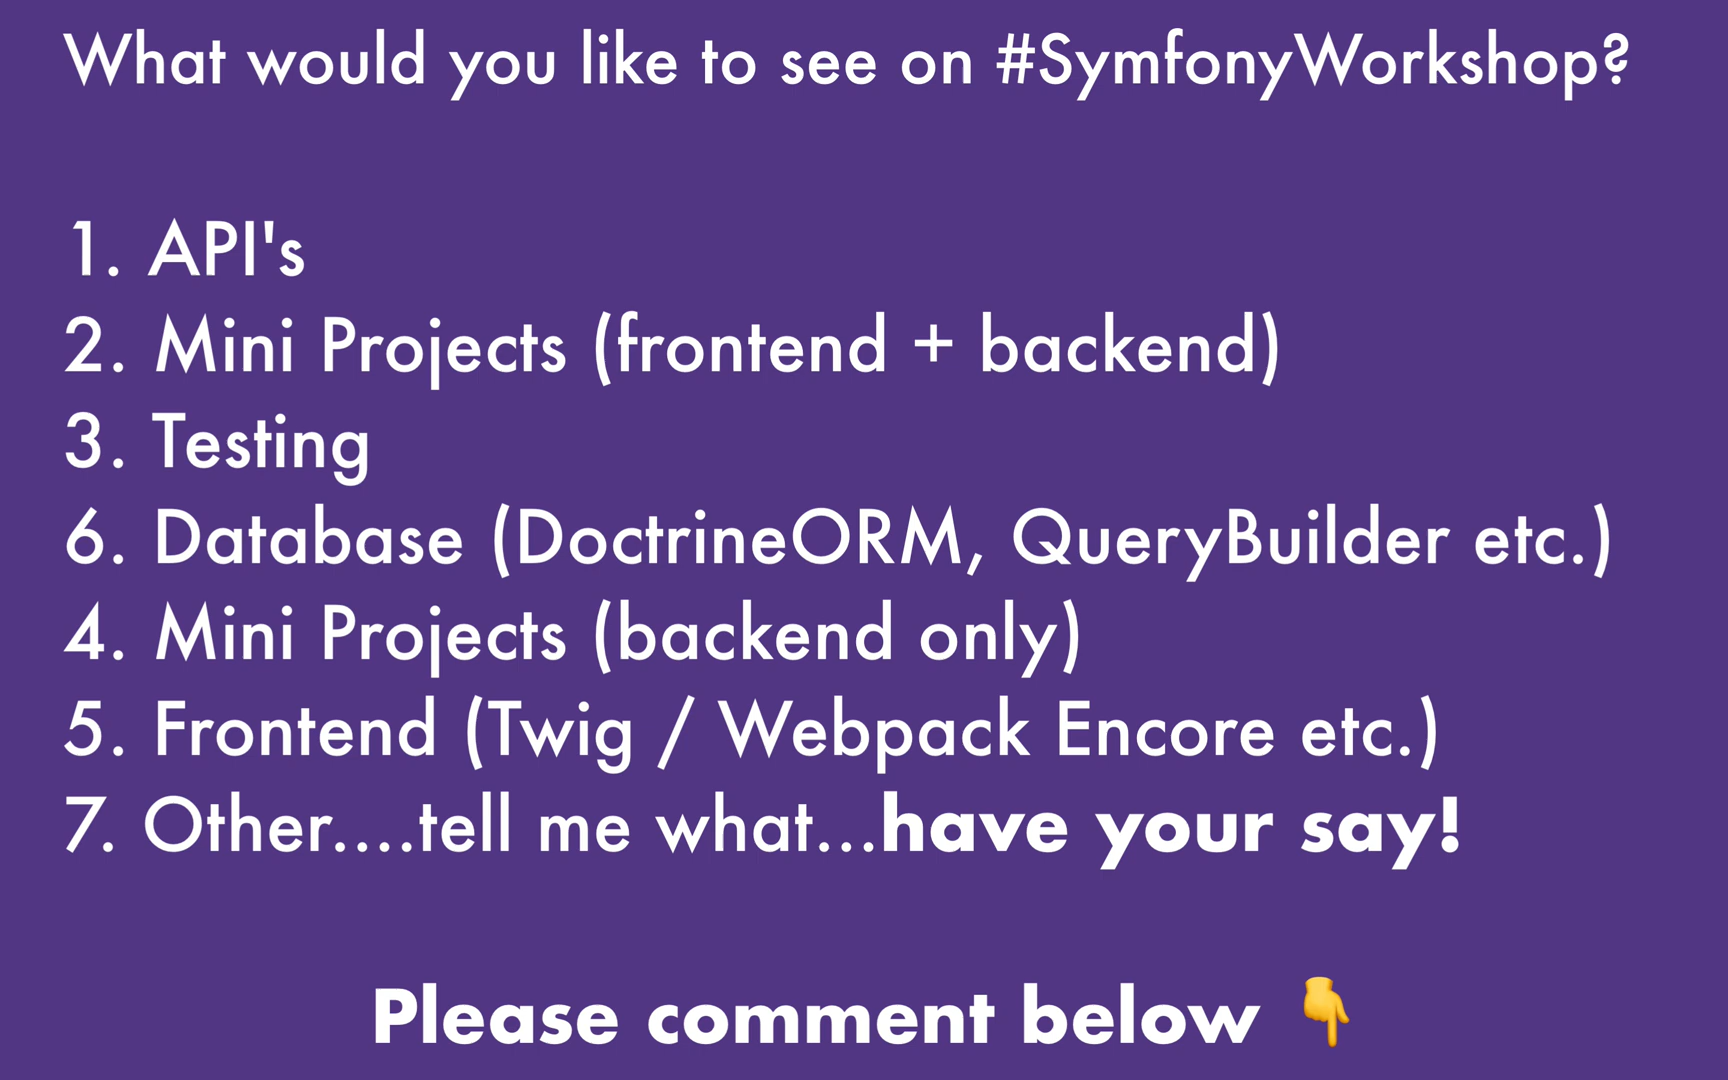 What would you like to see on #SymfonyWorkshop?
1. API's
2. Mini Projects (frontend + backend)
3. Testing
6. Database (DoctrineORM, QueryBuilder etc.)
4. Mini Projects (backend only)
5. Frontend (Twig / Webpack Encore etc.)
7. Other....tell me what...have your say!
Please comment below 👇